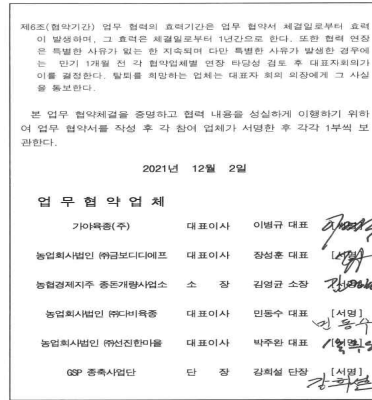 제6조(협약기간) 업무 협력의 효력기간은 업무 협약서 체결일로부터 효력
이 발생하며, 그 효력은 체결일로부터 1년간으로 한다. 또한 협력 연장
은 특별한 사유가 없는 한 지속되며 다만 특별한 사유가 발생한 경우에
는 만기 1개월 전 각 협약업체별 연장 타당성 검토 후 대표자회의가
이를 결정한다. 탈퇴를 희망하는 업체는 대표자 회의 의장에게 그 사실
을 통보한다.
본 업무 협약체결을 증명하고 협력 내용을 성실하게 이행하기 위하
여 업무 협약서를 작성 후 각 참여 업체가 서명한 후 각각 1부씩 보
관한다.
2021년 12월 2일
업 무 협 약 업 체
가야육종(주) 대표이사 이병규 대표
농업회사법인 ㈜금보디디에프 대표이사 장성훈 대표 [서명]
농협경제지주 종돈개량사업소 소 장 김영균 소장
농업회사법인 ㈜다비육종 대표이사 민동수 대표 [서명]
민동수
농업회사법인 ㈜선진한마을 대표이사 박주완 대표 [서명]
GSP 종축사업단 단 장 김희설 단장 [서명]